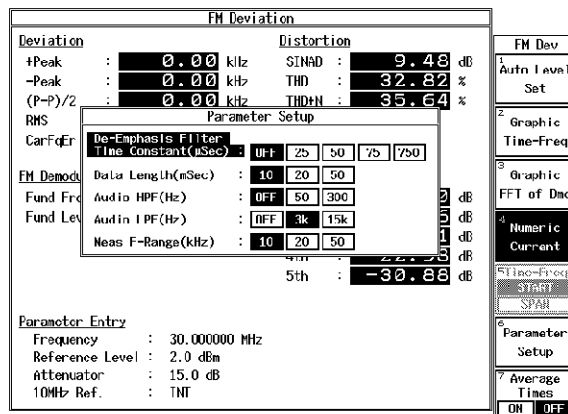 FM Deviation
Deviation
Distortion
+Peak : 0.00 kHz SINAD : 9.48 dB
-Peak : 0.00 kHz THD : 32.82 %
(P-P)/2 : THD+N : 35.64 %
RMS
CarFqEr
Parameter Setup
De-Emphasis Filter
Time Constant(µSec) : OFF 25 50 75 750
Data Length(mSec) : 10 20 50
Audio HPF(Hz) : OFF 50 300
Audio LPF(Hz) : OFF 3k 15k
Neas F-Range(kHz) : 10 20 50
FM Demodu
Fund Fre dB
Fund Lev dB
dB
4th : dB
5th : -30.88 dB
Parameter Entry
Frequency : 30.000000 MHz
Reference Level : 2.0 dBm
Attenuator : 15.0 dB
10MHz Ref. : INT
FM Dev
1 Auto Level
Set
2 Graphic
Time-Freq
3 Graphic
FFT of Dmo
4 Numeric
Current
5 Time-Freq
START
SPAN
6 Parameter
Setup
7 Average
Times
ON OFF